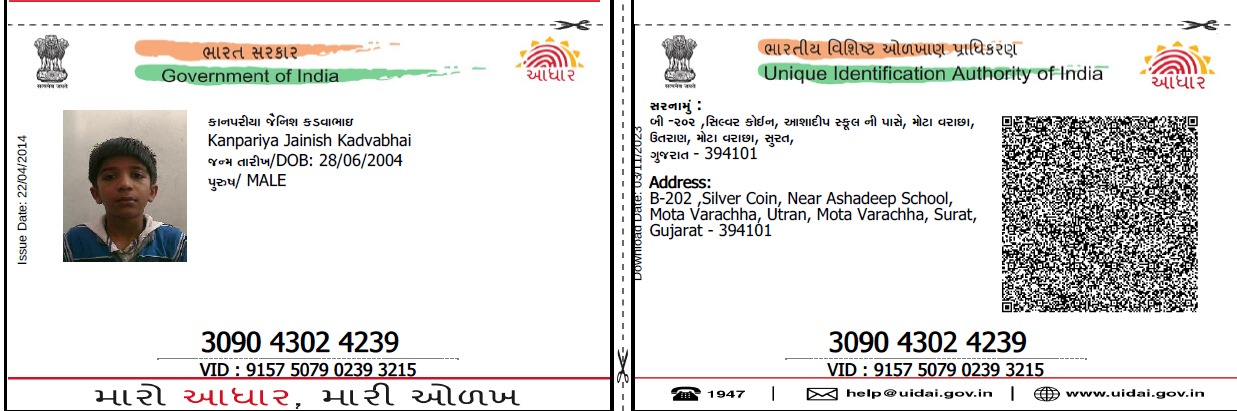 ભારત સરકાર
Government of India
આધાર
Issue Date: 22/04/2014
કાનપરીયા જૈનિશ કડવાભાઇ
Kanpariya Jainish Kadvabhai
જન્મ તારીખ/DOB: 28/06/2004
પુરુષ/ MALE
3090 4302 4239
VID : 9157 5079 0239 3215
મારો આધાર, મારી ઓળખ
ભારતીય વિશિષ્ટ ઓળખાણ પ્રાધિકરણ
Unique Identification Authority of India
આધાર
Download Date: 03/11/2023
સરનામું :
બી -૨૦૨ ,સિલ્વર કોઈન, આશાદીપ સ્કૂલ ની પાસે, મોટા વરાછા,
ઉતરાણ, મોટા વરાછા, સુરત,
ગુજરાત - 394101
Address:
B-202 ,Silver Coin, Near Ashadeep School,
Mota Varachha, Utran, Mota Varachha, Surat,
Gujarat - 394101
3090 4302 4239
VID : 9157 5079 0239 3215
1947 | help@uidai.gov.in | www.uidai.gov.in